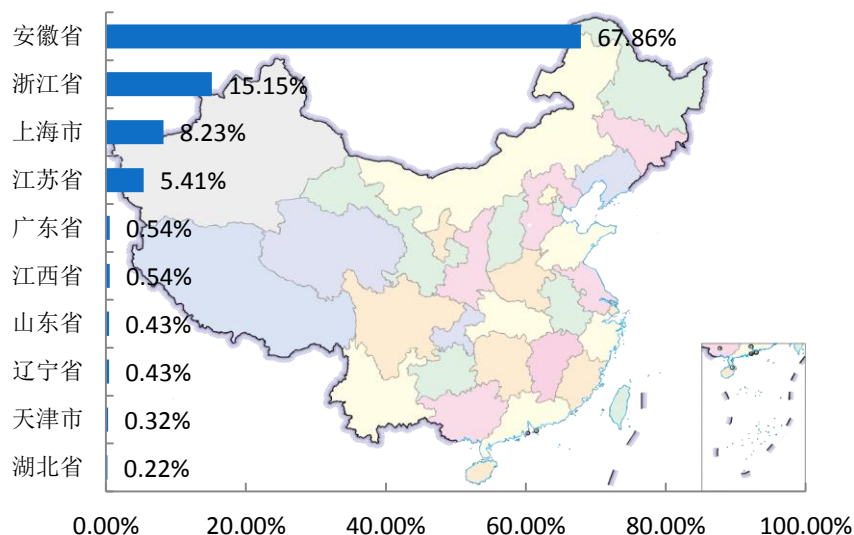 安徽省 67.86%
浙江省 15.15%
上海市 8.23%
江苏省 5.41%
广东省 0.54%
江西省 0.54%
山东省 0.43%
辽宁省 0.43%
天津市 0.32%
湖北省 0.22%
0.00% 20.00% 40.00% 60.00% 80.00% 100.00%